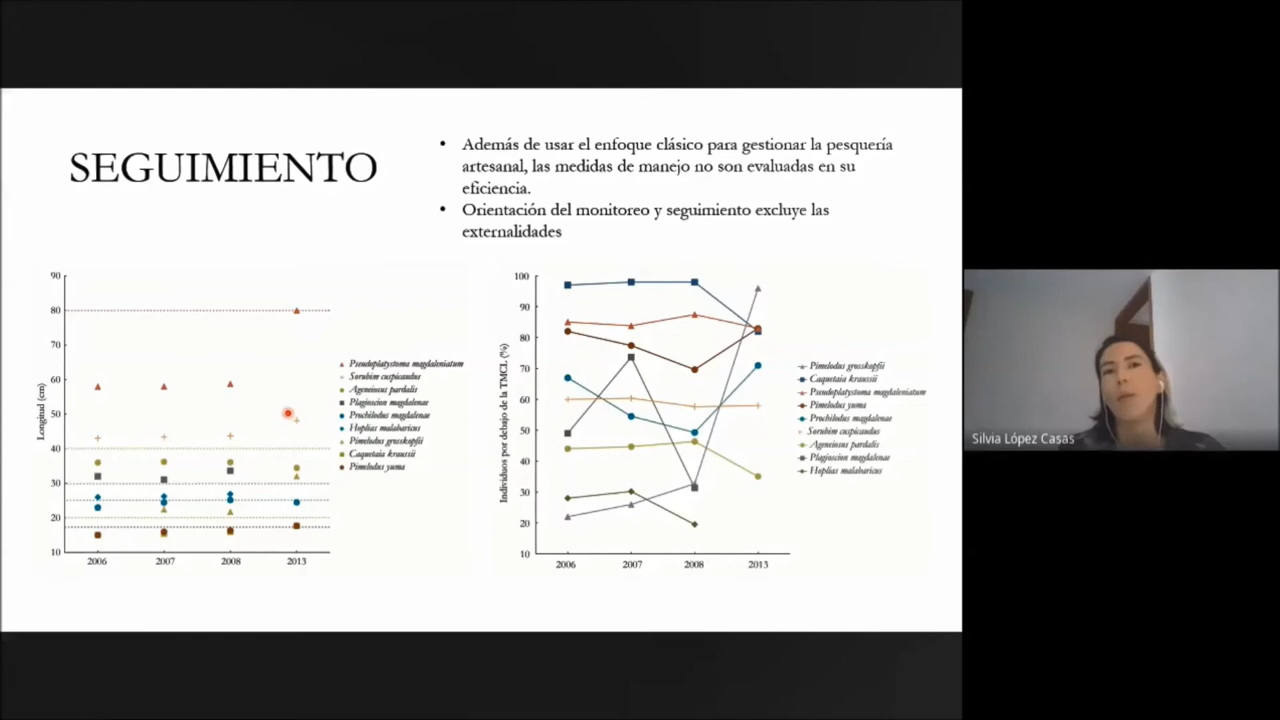 SEGUIMIENTO
• Además de usar el enfoque clásico para gestionar la pesquería
artesanal, las medidas de manejo no son evaluadas en su
eficiencia.
• Orientación del monitoreo y seguimiento excluye las
externalidades
90
80
70
60
50
40
30
20
10
Longitud (cm)
2006 2007 2008 2013
Pseudoplatystoma magdaleniatum
Sorubim cuspicaudus
Ageneiosus pardalis
Plagioscion magdalenae
Prochilodus magdalenae
Hoplias malabaricus
Pimelodus grosskopfii
Caquetaia kraussii
Pimelodus yuma
100
90
80
70
60
50
40
30
20
10
Individuos por debajo de la TMCL (%)
2006 2007 2008 2013
Pimelodus grosskopfii
Caquetaia kraussii
Pseudoplatystoma magdaleniatum
Pimelodus yuma
Prochilodus magdalenae
Sorubim cuspicaudus
Ageneiosus pardalis
Plagioscion magdalenae
Hoplias malabaricus
Silvia López Casas